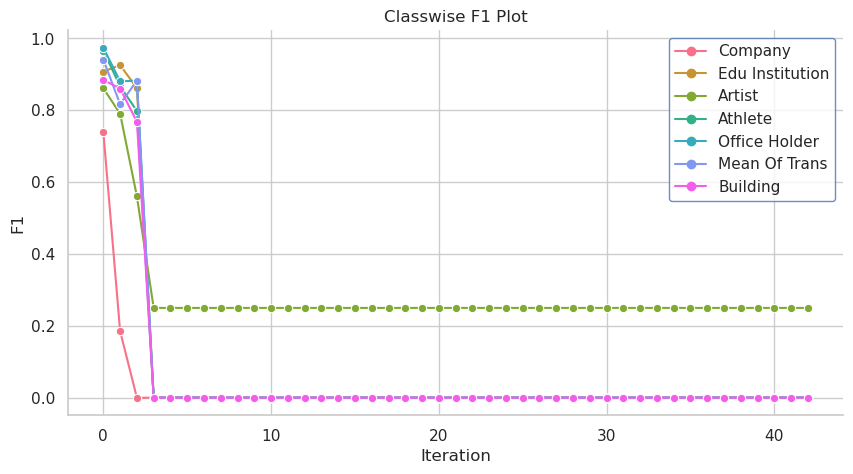 Classwise F1 Plot
1.0
0.8
0.6
0.4
0.2
0.0
F1
0
10
20
30
40
Iteration
Company
Edu Institution
Artist
Athlete
Office Holder
Mean Of Trans
Building